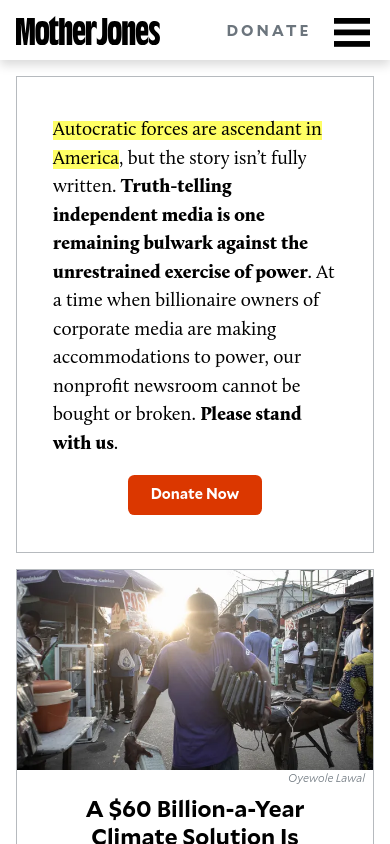 Mother Jones
DONATE
Autocratic forces are ascendant in
America, but the story isn’t fully
written. Truth-telling
independent media is one
remaining bulwark against the
unrestrained exercise of power. At
a time when billionaire owners of
corporate media are making
accommodations to power, our
nonprofit newsroom cannot be
bought or broken. Please stand
with us.
Donate Now
POS
Oyewole Lawal
A $60 Billion-a-Year
Climate Solution Is